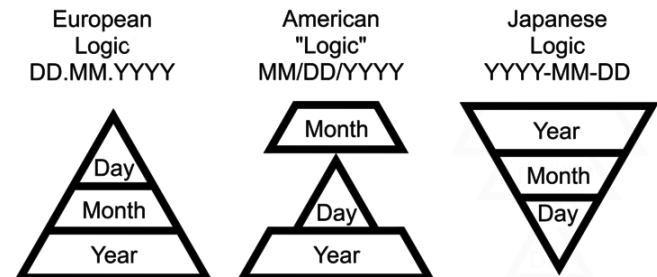 European
Logic
DD.MM.YYYY
Day
Month
Year
American
"Logic"
MM/DD/YYYY
Month
Day
Year
Japanese
Logic
YYYY-MM-DD
Year
Month
Day